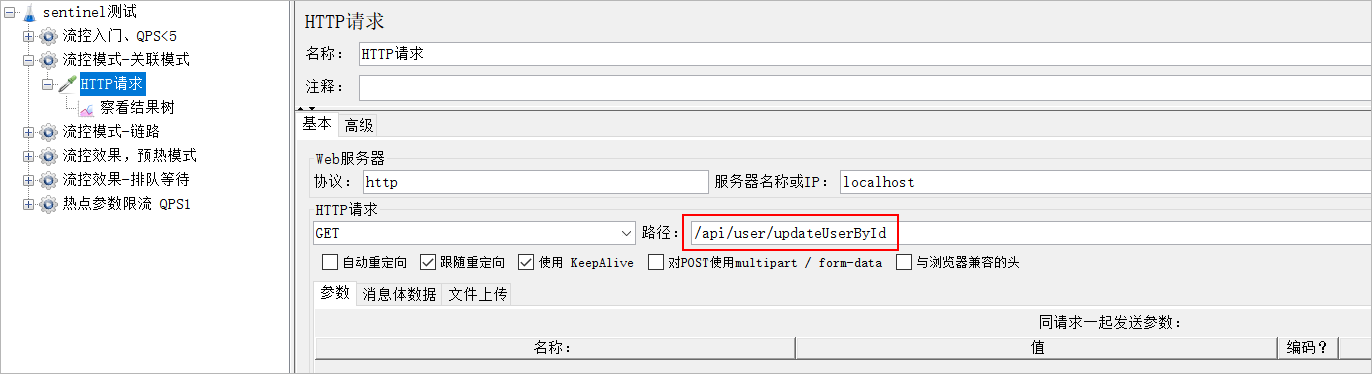 sentinel测试
流控入门、QPS<5
流控模式-关联模式
HTTP请求
察看结果树
流控模式-链路
流控效果，预热模式
流控效果-排队等待
热点参数限流 QPS1
HTTP请求
名称： HTTP请求
注释：
基本 高级
Web服务器
协议： http 服务器名称或IP： localhost
HTTP请求
GET 路径： /api/user/updateUserById
自动重定向 跟随重定向 使用 KeepAlive 对POST使用multipart / form-data 与浏览器兼容的头
参数 消息体数据 文件上传
同请求一起发送参数：
名称： 值 编码？